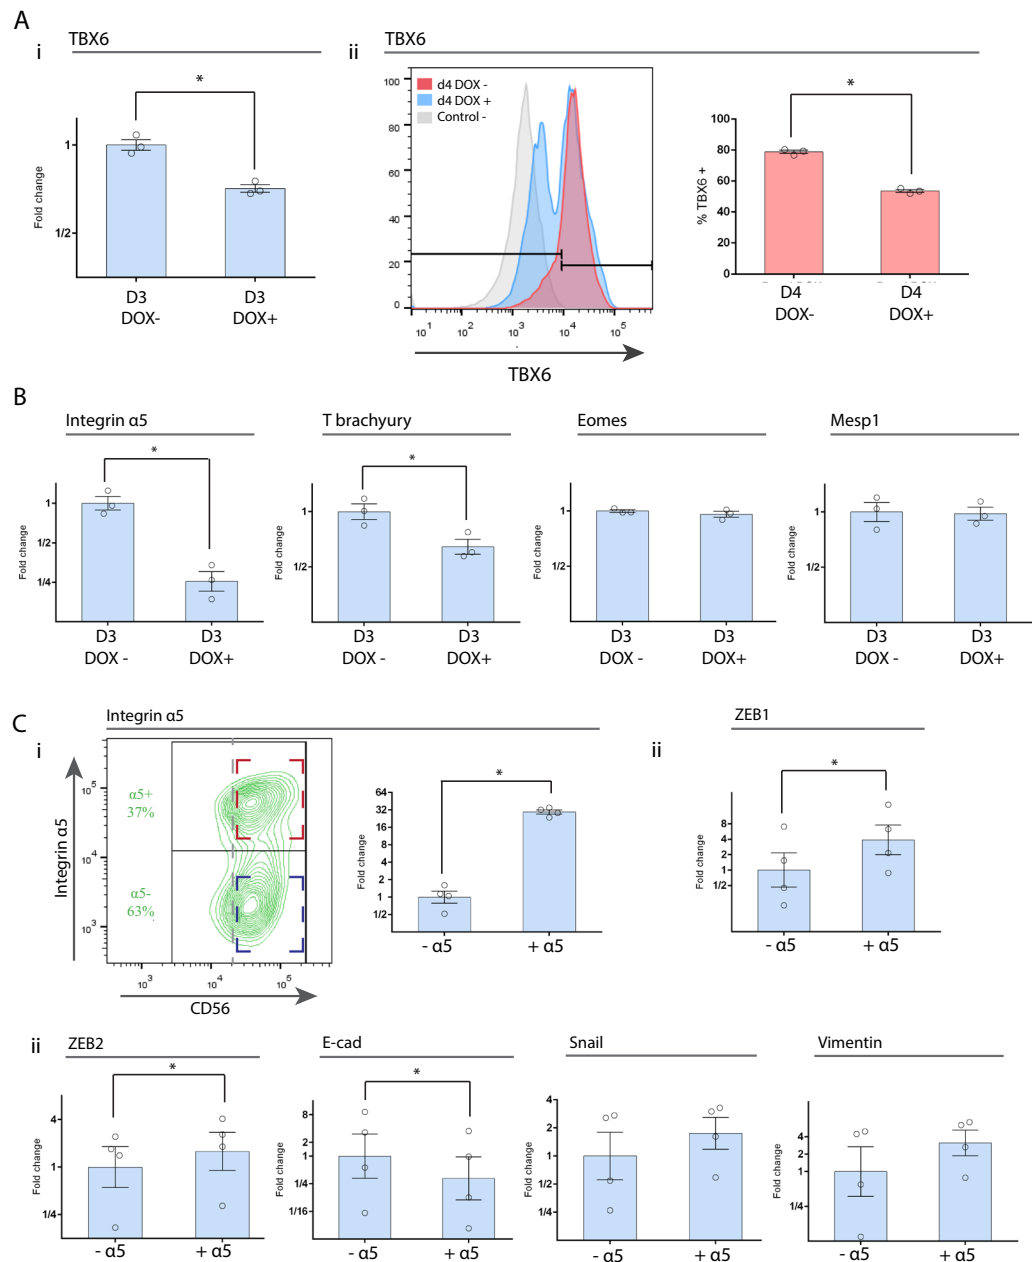 A
i
TBX6
*
Fold change
1
1/2
D3 DOX-
D3 DOX+
ii
TBX6
d4 DOX -
d4 DOX +
Control -
100
80
60
40
20
0
10^1 10^2 10^3 10^4 10^5
TBX6
*
% TBX6 +
100
80
60
40
20
0
D4 DOX-
D4 DOX+
B
Integrin α5
*
Fold change
1
1/2
1/4
D3 DOX -
D3 DOX+
T brachyury
*
Fold change
1
1/2
D3 DOX -
D3 DOX+
Eomes
Fold change
1
1/2
D3 DOX -
D3 DOX+
Mesp1
Fold change
1
1/2
D3 DOX -
D3 DOX+
C
i
Integrin α5
Integrin α5
10^5
10^4
10^3
α5+
37%
α5-
63%
10^3 10^4 10^5
CD56
*
Fold change
64
32
16
8
4
2
1
1/2
- α5
+ α5
ii
ZEB1
*
Fold change
8
4
2
1
1/2
- α5
+ α5
ii
ZEB2
*
Fold change
4
1
1/4
- α5
+ α5
E-cad
*
Fold change
8
2
1
1/4
1/16
- α5
+ α5
Snail
Fold change
4
2
1
1/2
1/4
- α5
+ α5
Vimentin
Fold change
4
2
1
1/4
- α5
+ α5